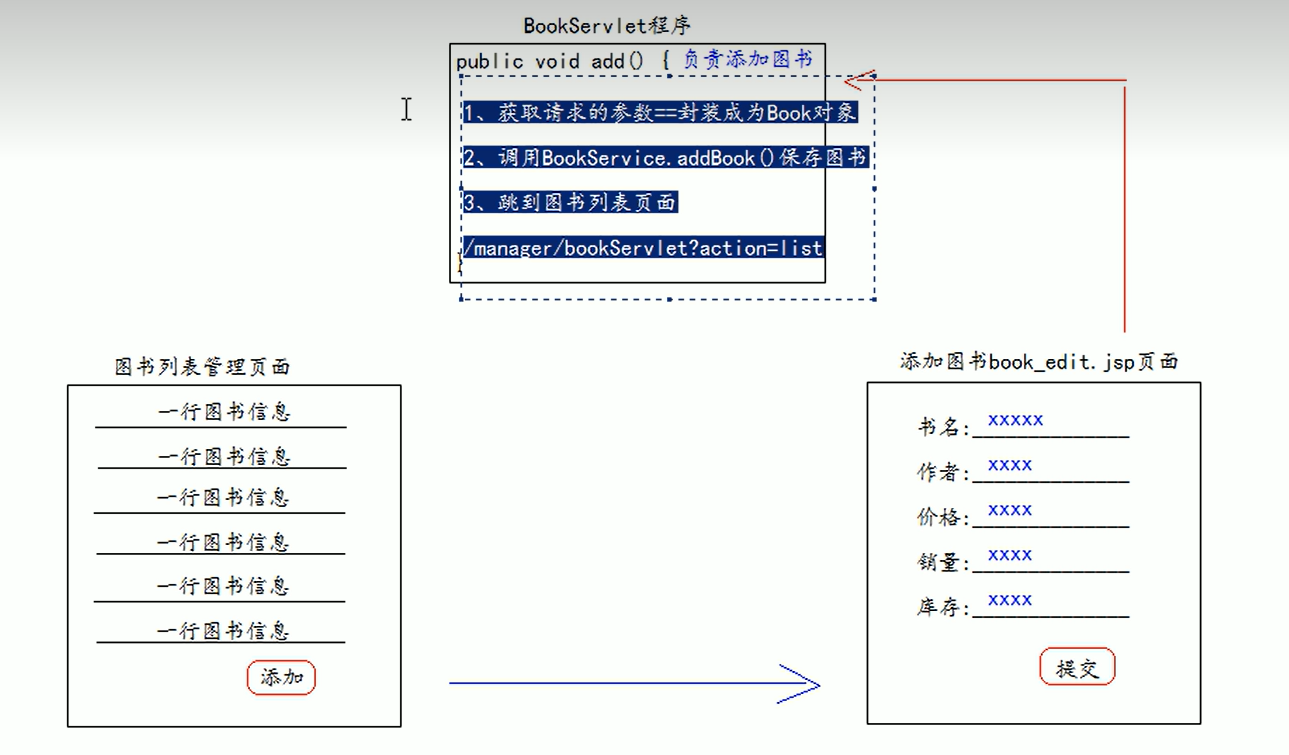 BookServlet程序
public void add() { 负责添加图书
1、获取请求的参数==封装成为Book对象
2、调用BookService.addBook()保存图书
3、跳到图书列表页面
/manager/bookServlet?action=list
}
图书列表管理页面
一行图书信息
一行图书信息
一行图书信息
一行图书信息
一行图书信息
一行图书信息
添加
添加图书book_edit.jsp页面
书名:xxxxx
作者:xxxx
价格:xxxx
销量:xxxx
库存:xxxx
提交